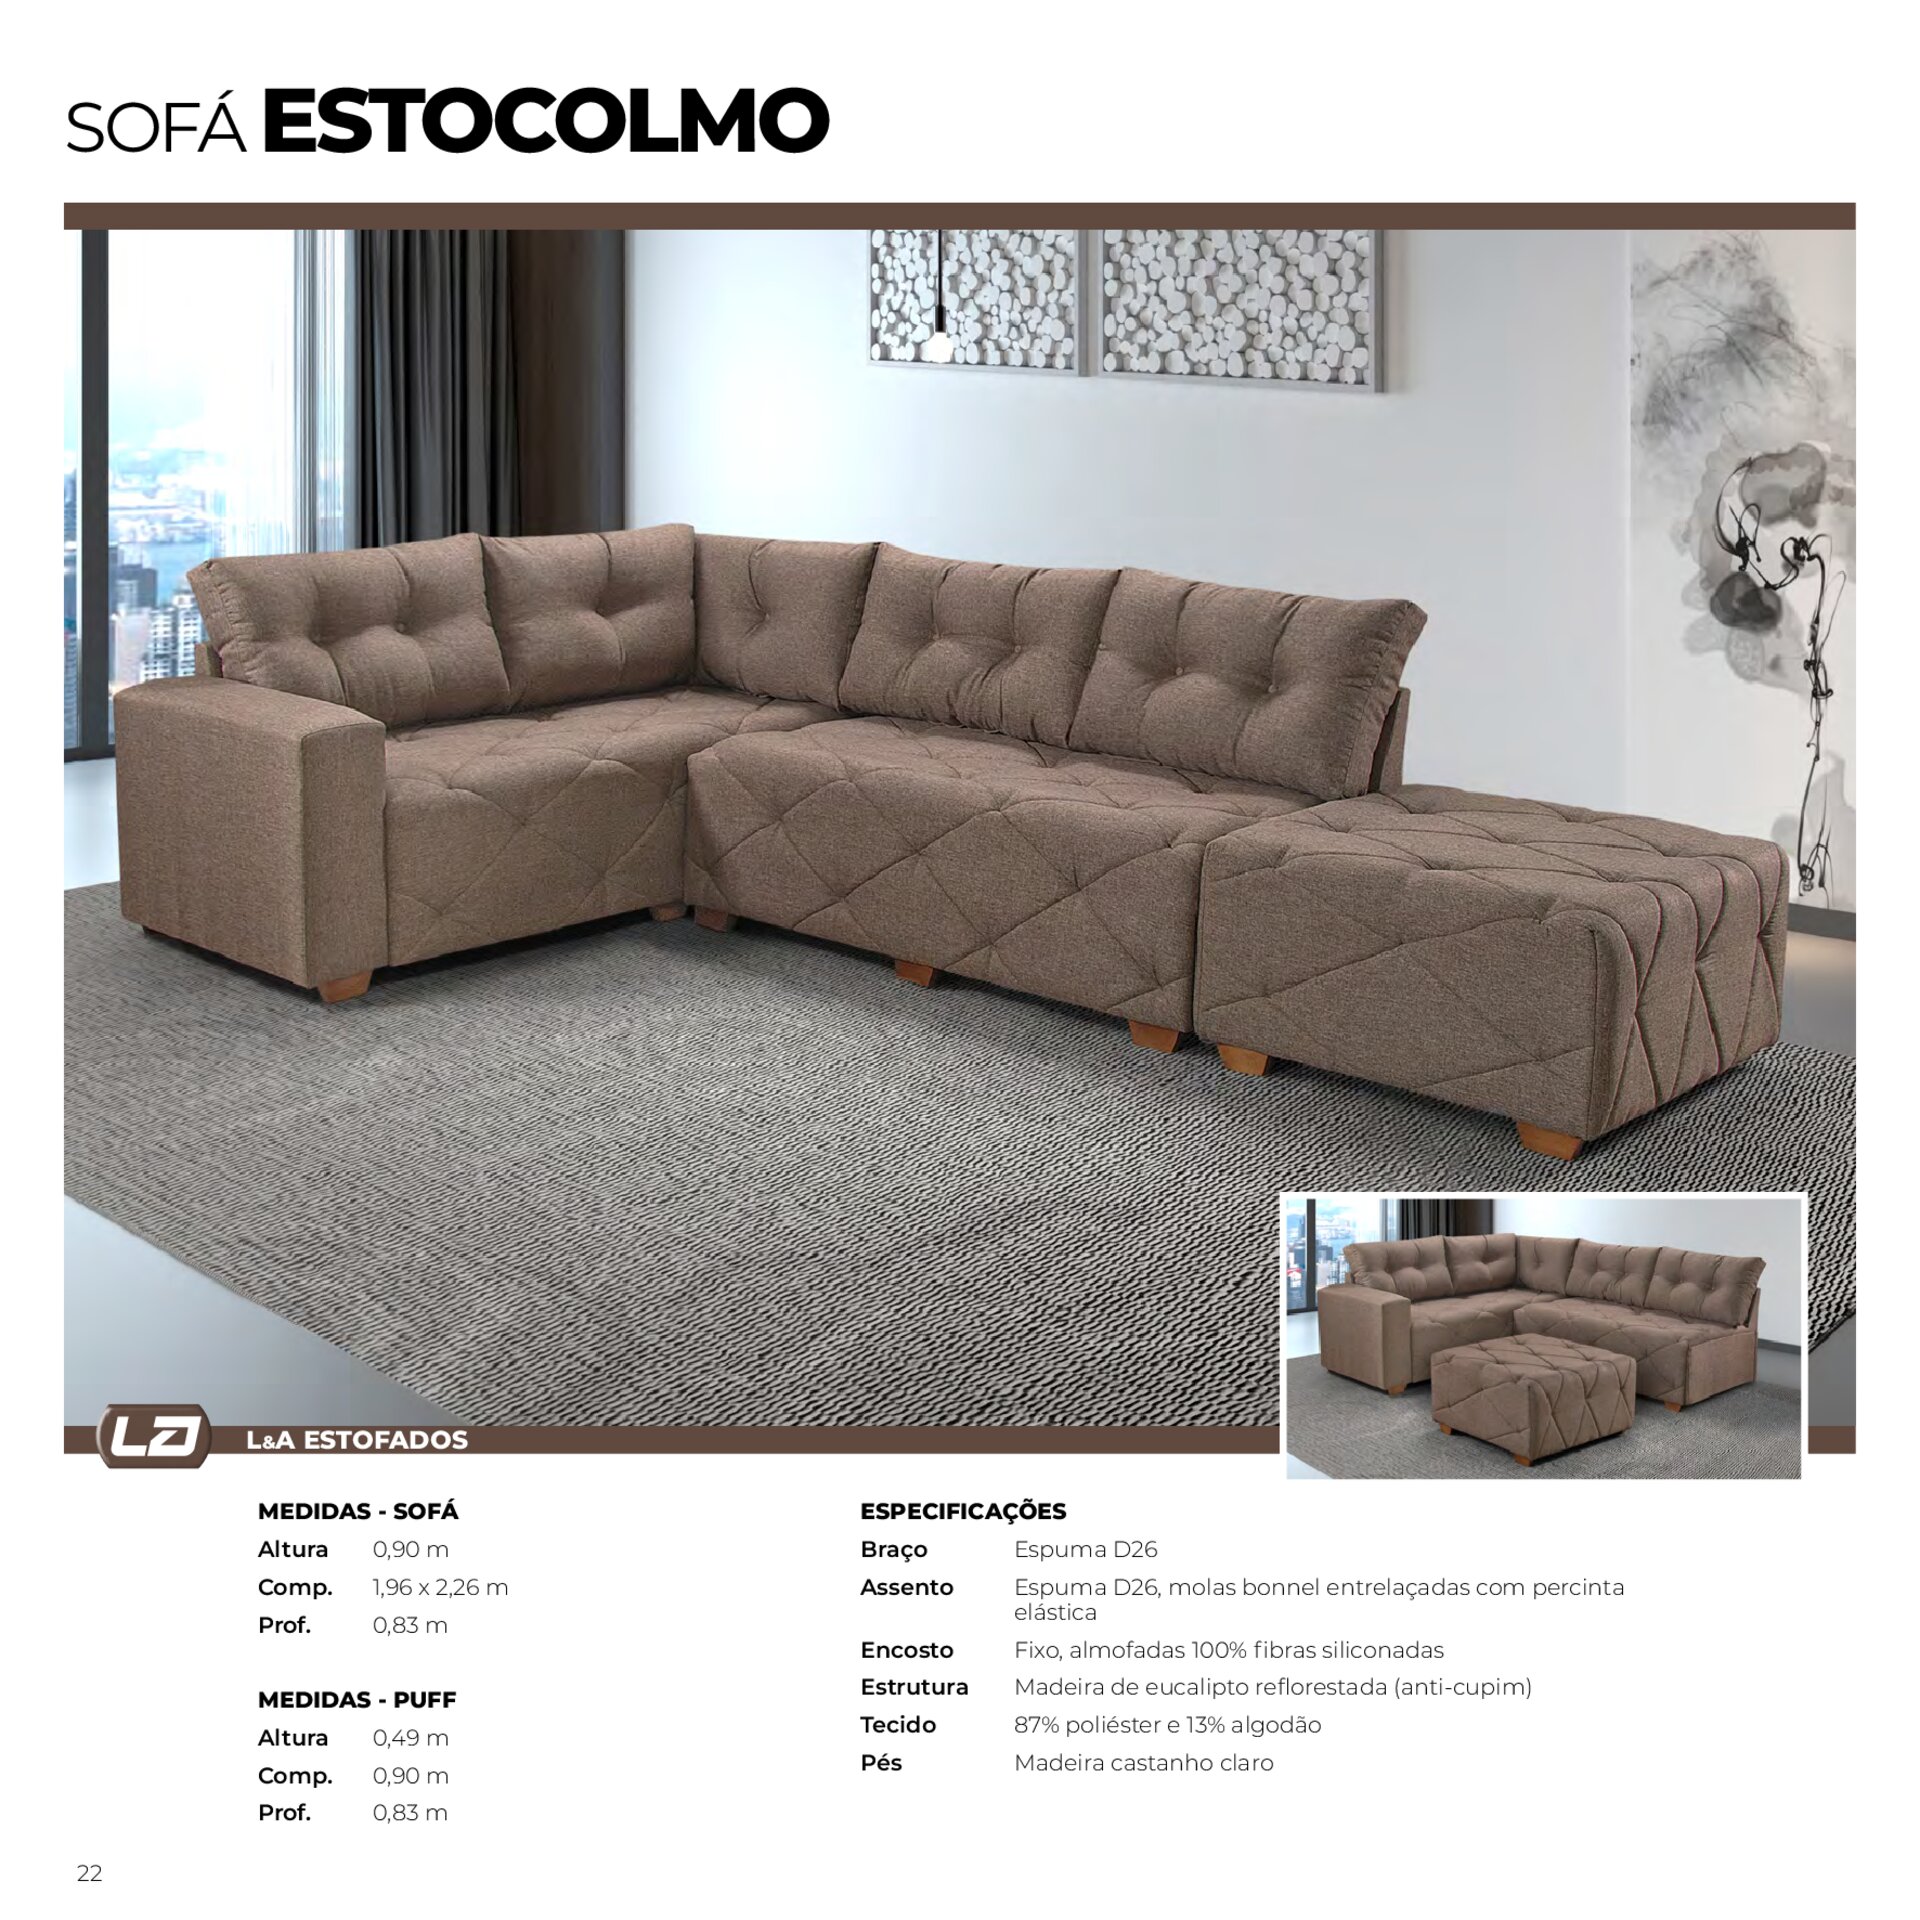 SOFÁ ESTOCOLMO
LA L&A ESTOFADOS
MEDIDAS - SOFÁ
Altura 0,90 m
Comp. 1,96 x 2,26 m
Prof. 0,83 m
MEDIDAS - PUFF
Altura 0,49 m
Comp. 0,90 m
Prof. 0,83 m
ESPECIFICAÇÕES
Braço Espuma D26
Assento Espuma D26, molas bonnel entrelaçadas com percinta
elástica
Encosto Fixo, almofadas 100% fibras siliconadas
Estrutura Madeira de eucalipto reflorestada (anti-cupim)
Tecido 87% poliéster e 13% algodão
Pés Madeira castanho claro
22